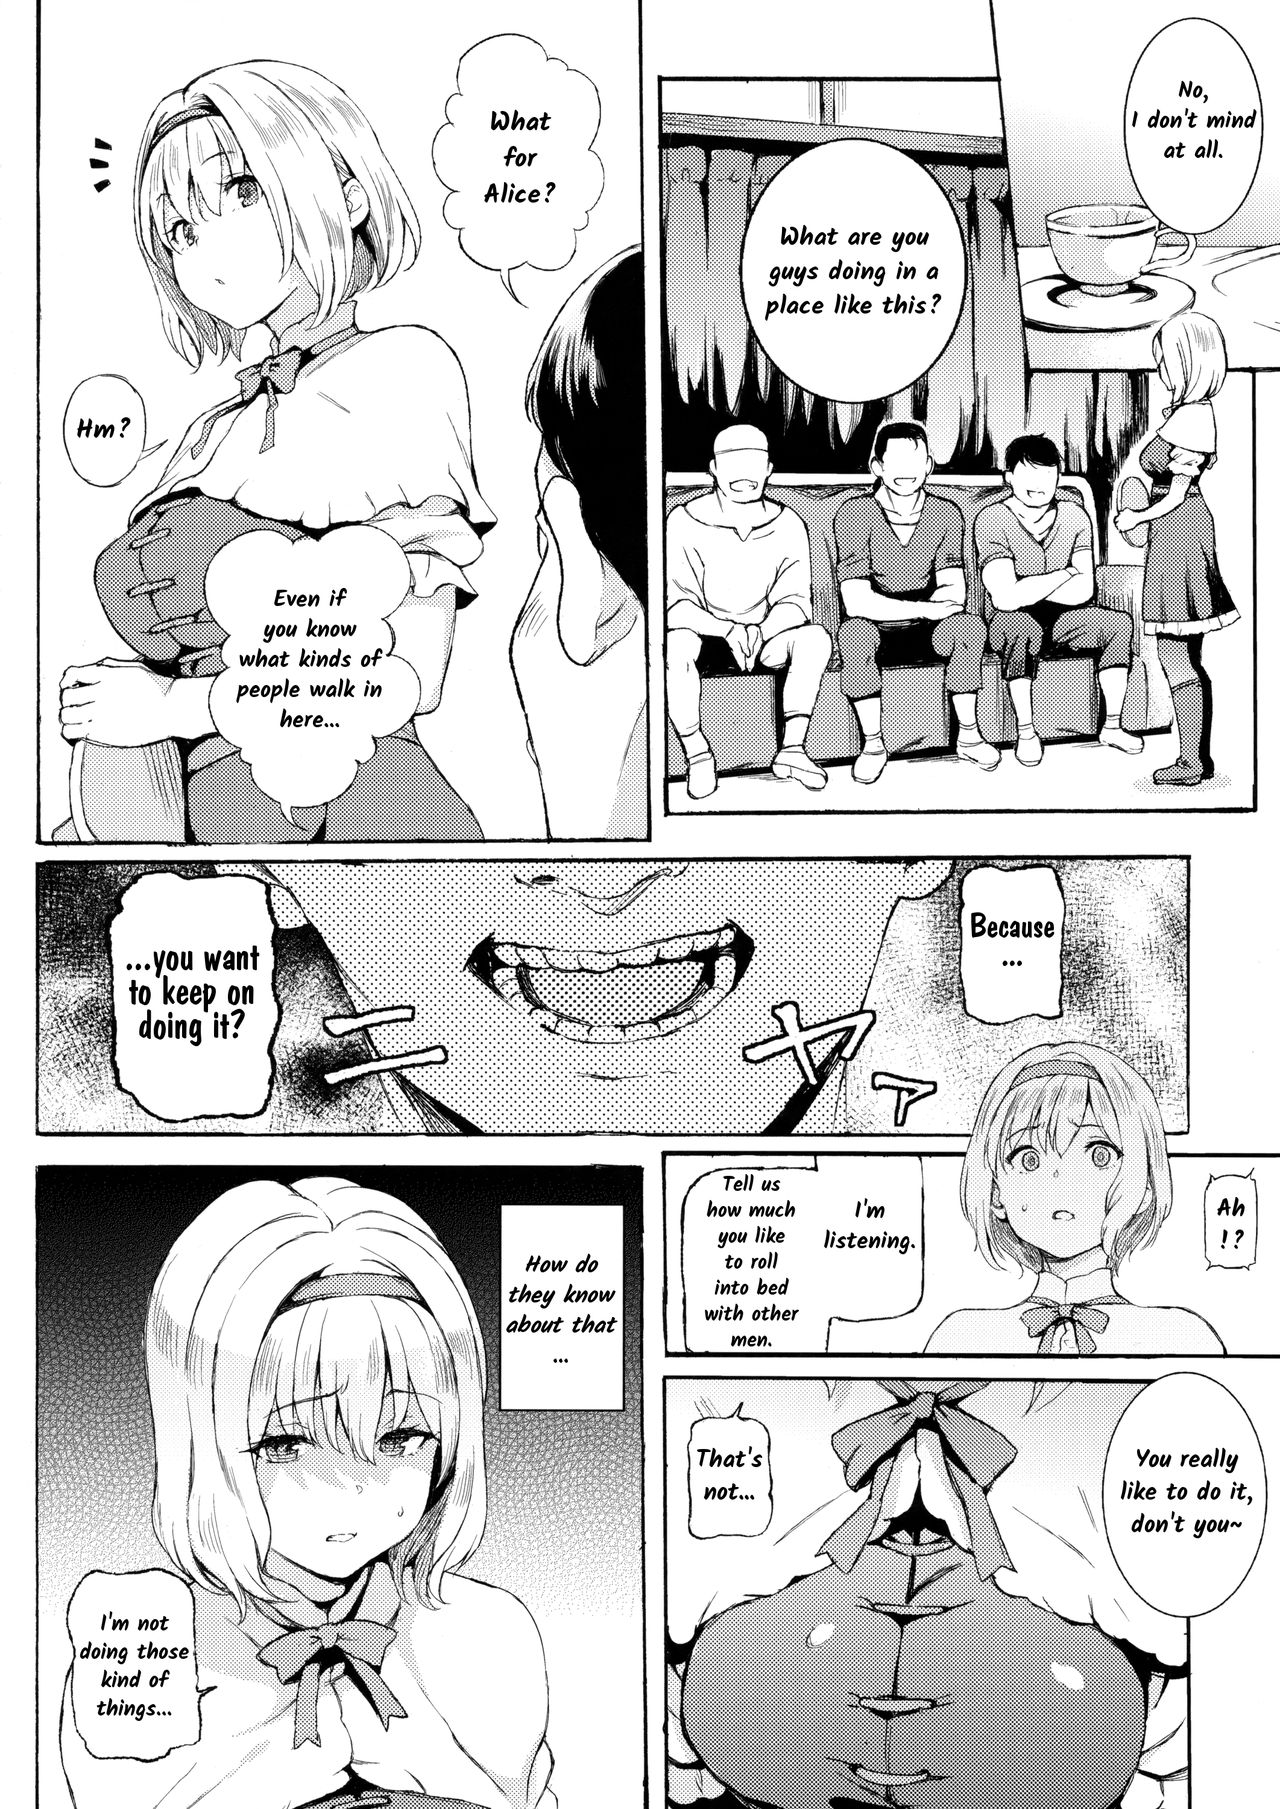 No,
I don't mind
at all.
What are you
guys doing in a
place like this?
What
for
Alice?
Hm?
Even if
you know
what kinds of
people walk in
here...
Because
...
...you want
to keep on
doing it?
ニヤァ
Ah
!?
I'm
listening.
Tell us
how much
you like
to roll
into bed
with other
men.
You really
like to do it,
don't you~
That's
not...
How do
they know
about that
...
I'm not
doing those
kind of
things...